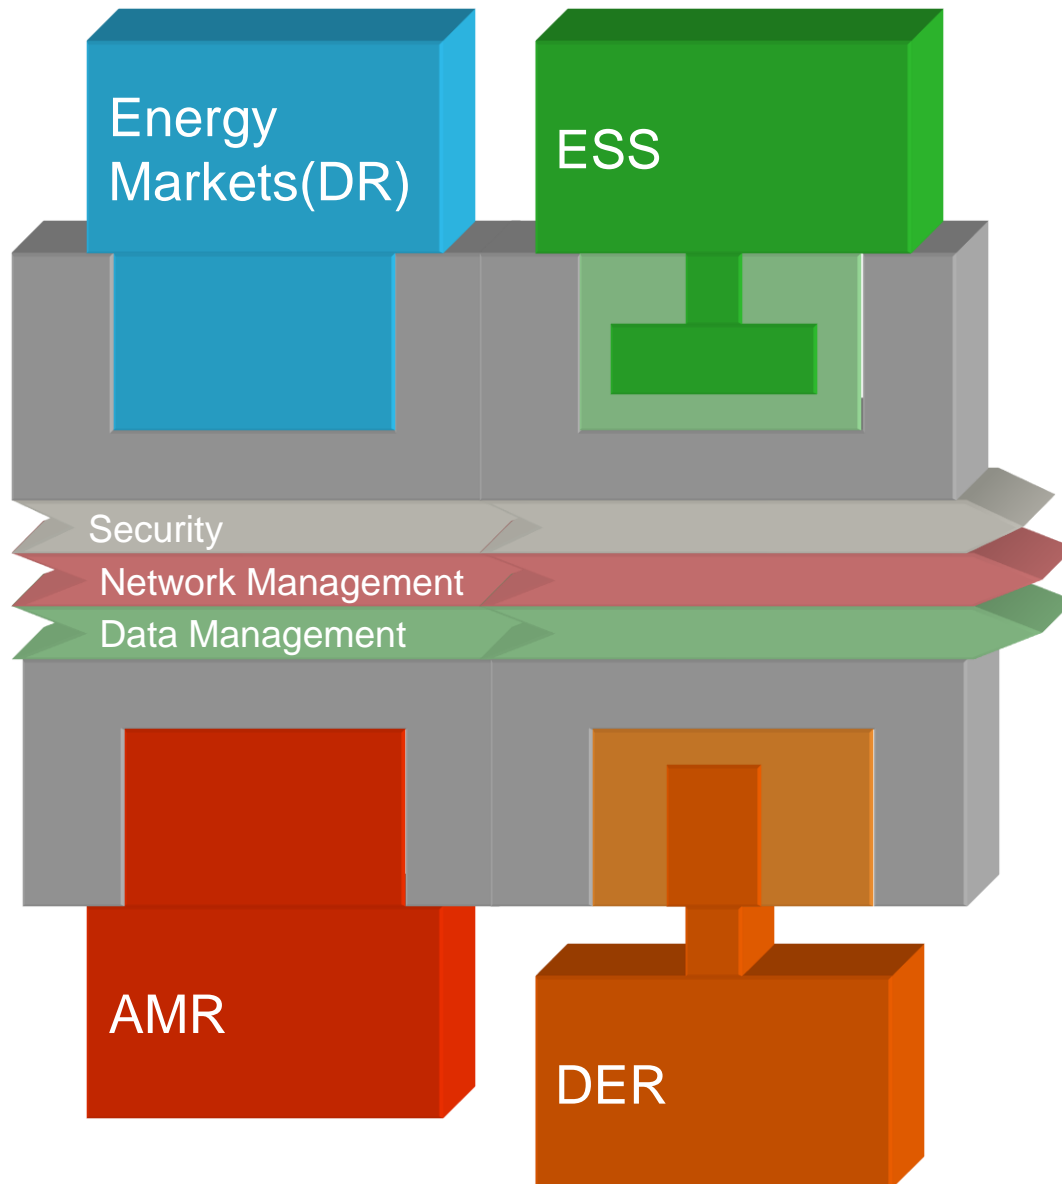 Energy
Markets(DR)
ESS
Security
Network Management
Data Management
AMR
DER